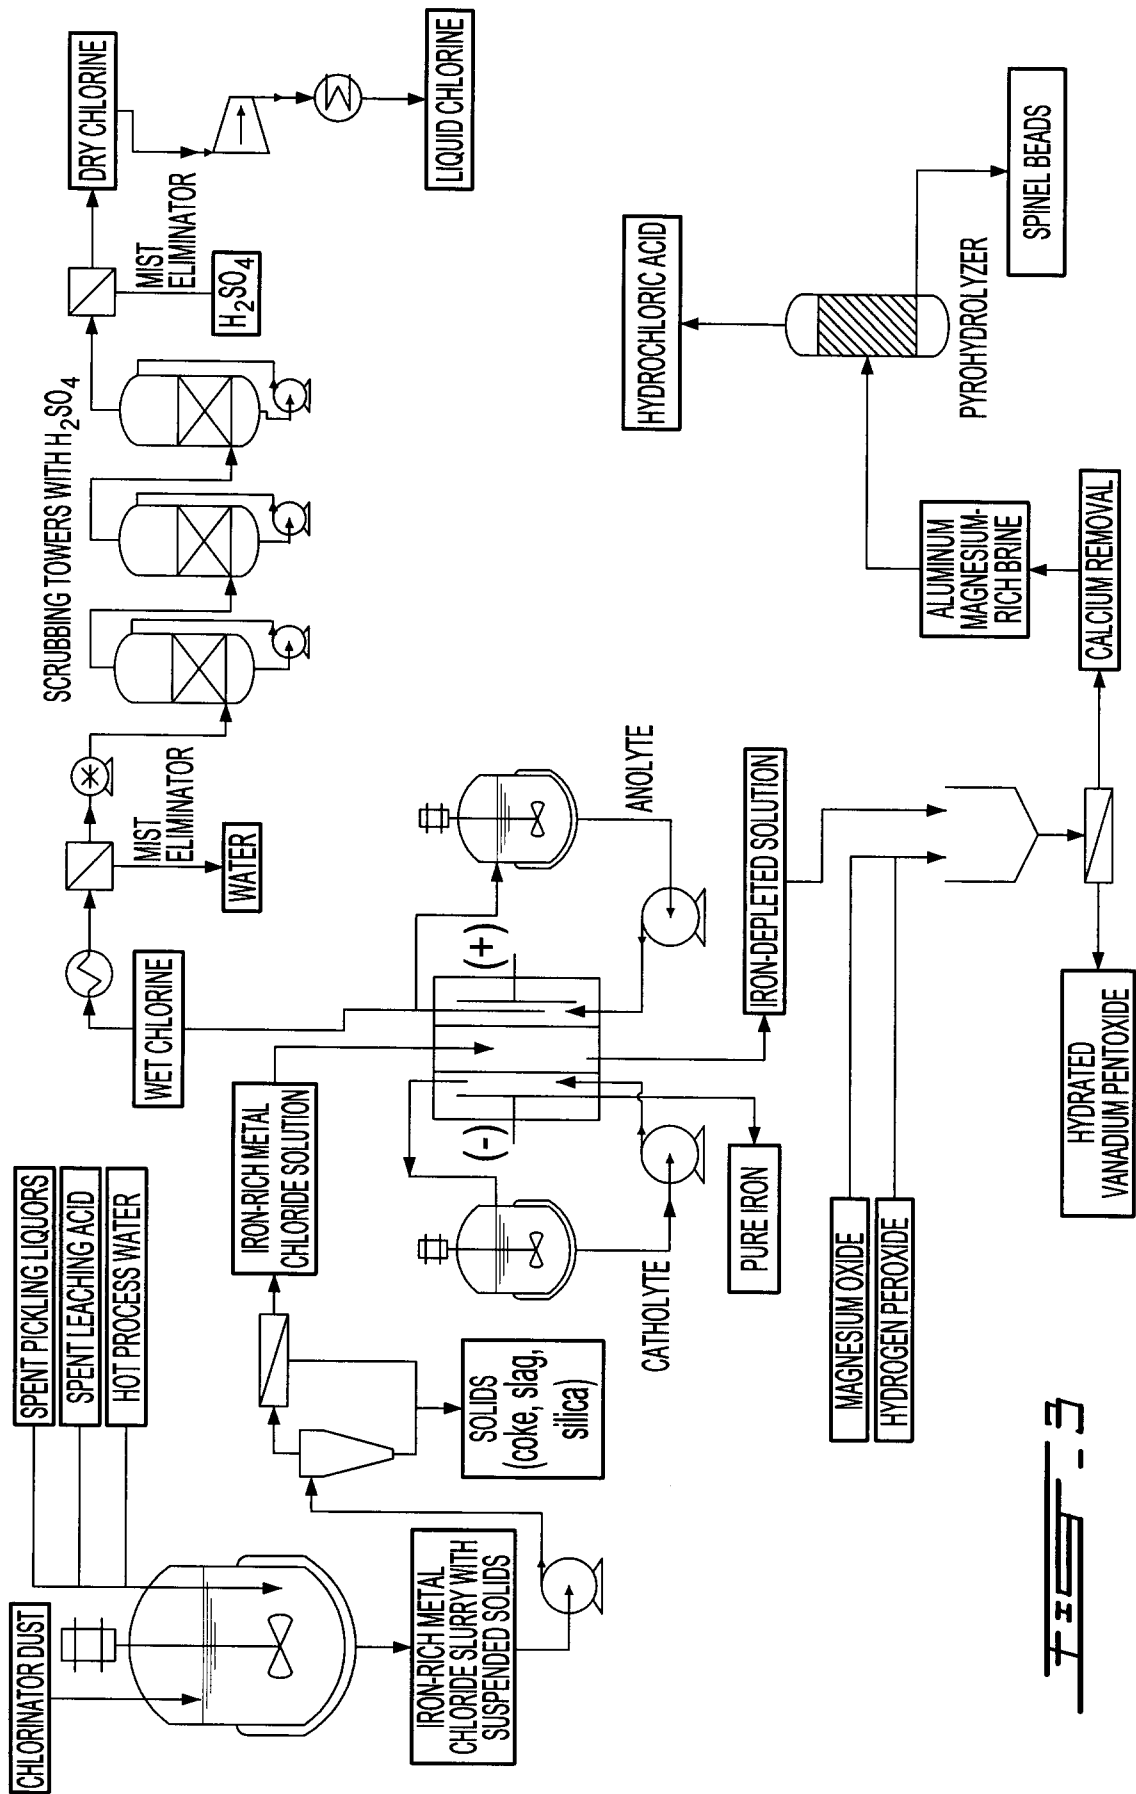 CHLORINATOR DUST
SPENT PICKLING LIQUORS
SPENT LEACHING ACID
HOT PROCESS WATER
IRON-RICH METAL
CHLORIDE SLURRY WITH
SUSPENDED SOLIDS
SOLIDS
(coke, slag,
silica)
IRON-RICH METAL
CHLORIDE SOLUTION
WET CHLORINE
MIST
ELIMINATOR
WATER
SCRUBBING TOWERS WITH H2SO4
MIST
ELIMINATOR
H2SO4
DRY CHLORINE
LIQUID CHLORINE
CATHOLYTE
(-)
(+)
ANOLYTE
PURE IRON
IRON-DEPLETED SOLUTION
MAGNESIUM OXIDE
HYDROGEN PEROXIDE
HYDRATED
VANADIUM PENTOXIDE
CALCIUM REMOVAL
ALUMINUM
MAGNESIUM-
RICH BRINE
HYDROCHLORIC ACID
PYROHYDROLYZER
SPINEL BEADS
FIG - 3